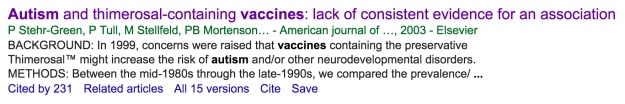 Autism and thimerosal-containing vaccines: lack of consistent evidence for an association
P Stehr-Green, P Tull, M Stellfeld, PB Mortenson... - American journal of …, 2003 - Elsevier
BACKGROUND: In 1999, concerns were raised that vaccines containing the preservative
Thimerosal™ might increase the risk of autism and/or other neurodevelopmental disorders.
METHODS: Between the mid-1980s through the late-1990s, we compared the prevalence/ ...
Cited by 231 Related articles All 15 versions Cite Save